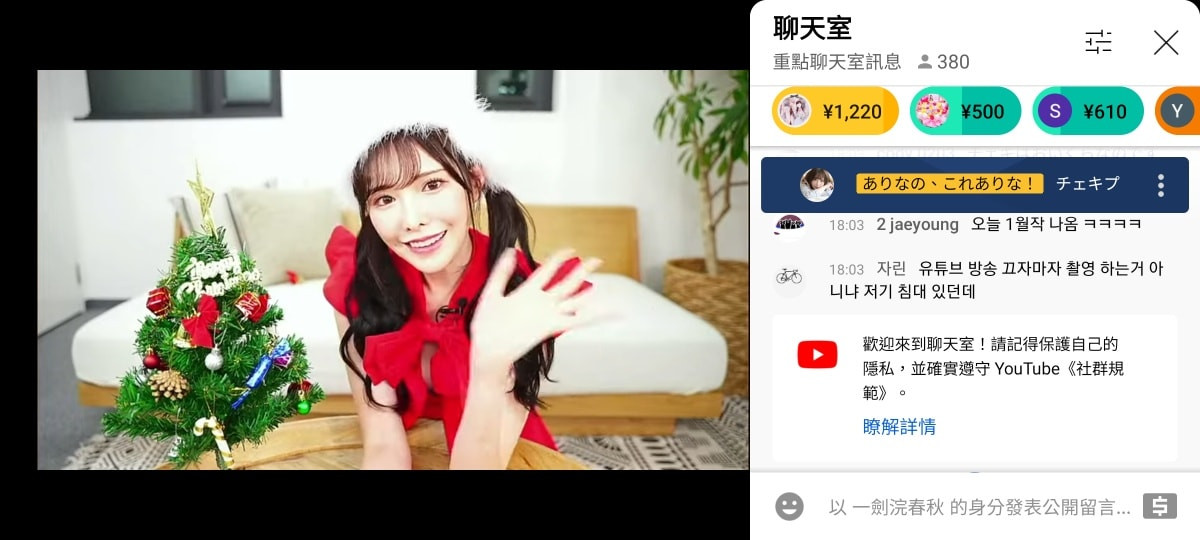 聊天室
重點聊天室訊息 380
¥1,220 ¥500 S ¥610 Y
ありなの、これありな！ チェキプ
18:03 2 jaeyoung 오늘 1월작 나옴 ㅋㅋㅋㅋ
18:03 자린 유튜브 방송 끄자마자 촬영 하는거 아
니냐 저기 침대 있던데
歡迎來到聊天室！請記得保護自己的
隱私，並確實遵守 YouTube《社群規
範》。
瞭解詳情
以 一劍浣春秋 的身分發表公開留言...